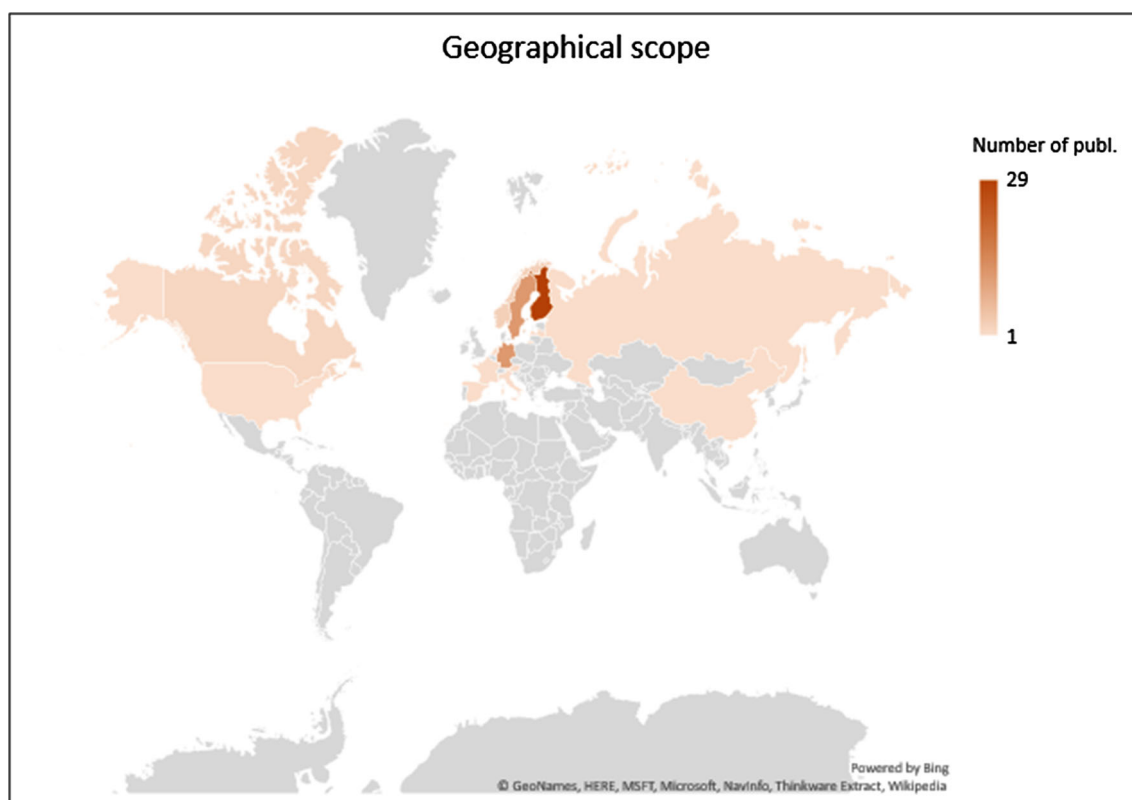 Geographical scope
Number of publ.
29
1
Powered by Bing
© GeoNames, HERE, MSFT, Microsoft, NavInfo, Thinkware Extract, Wikipedia